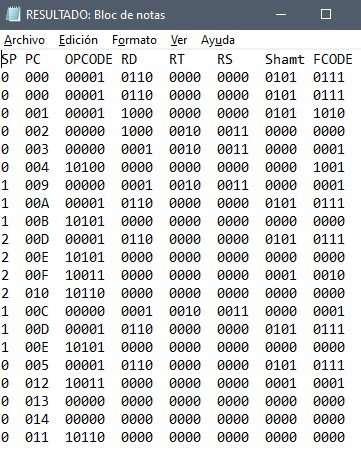 RESULTADO: Bloc de notas
Archivo Edición Formato Ver Ayuda
SP PC OPCODE RD RT RS Shamt FCODE
0 000 00001 0110 0000 0000 0101 0111
0 000 00001 0110 0000 0000 0101 0111
0 001 00001 1000 0000 0000 0101 1010
0 002 00000 1000 0010 0011 0000 0000
0 003 00000 0001 0010 0011 0000 0000
0 004 10100 0000 0000 0000 0000 1001
1 009 00000 0001 0010 0011 0000 0001
1 00A 00001 0110 0000 0000 0101 0111
1 00B 10101 0000 0000 0000 0000 0000
2 00D 00001 0110 0000 0000 0101 0111
2 00E 10101 0000 0000 0000 0000 0000
2 00F 10011 0000 0000 0000 0001 0010
2 010 10110 0000 0000 0000 0000 0000
1 00C 00000 0001 0010 0011 0000 0001
1 00D 00001 0110 0000 0000 0101 0111
1 00E 10101 0000 0000 0000 0000 0000
0 005 00001 0110 0000 0000 0101 0111
0 012 10011 0000 0000 0000 0001 0001
0 013 00000 0000 0000 0000 0000 0000
0 014 00000 0000 0000 0000 0000 0000
0 011 10110 0000 0000 0000 0000 0000